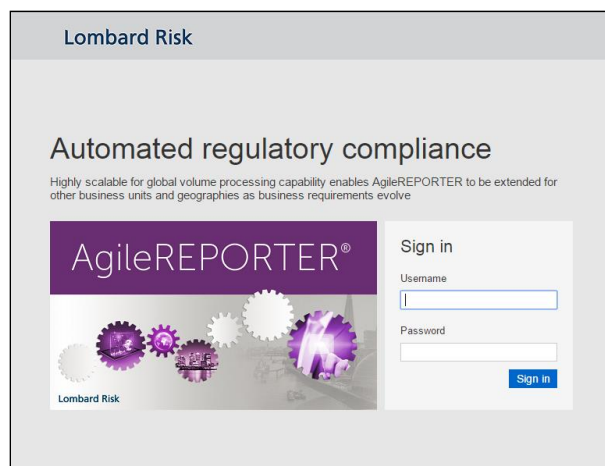 Lombard Risk
Automated regulatory compliance
Highly scalable for global volume processing capability enables AgileREPORTER to be extended for
other business units and geographies as business requirements evolve
AgileREPORTER®
Lombard Risk
Sign in
Username
Password
Sign in